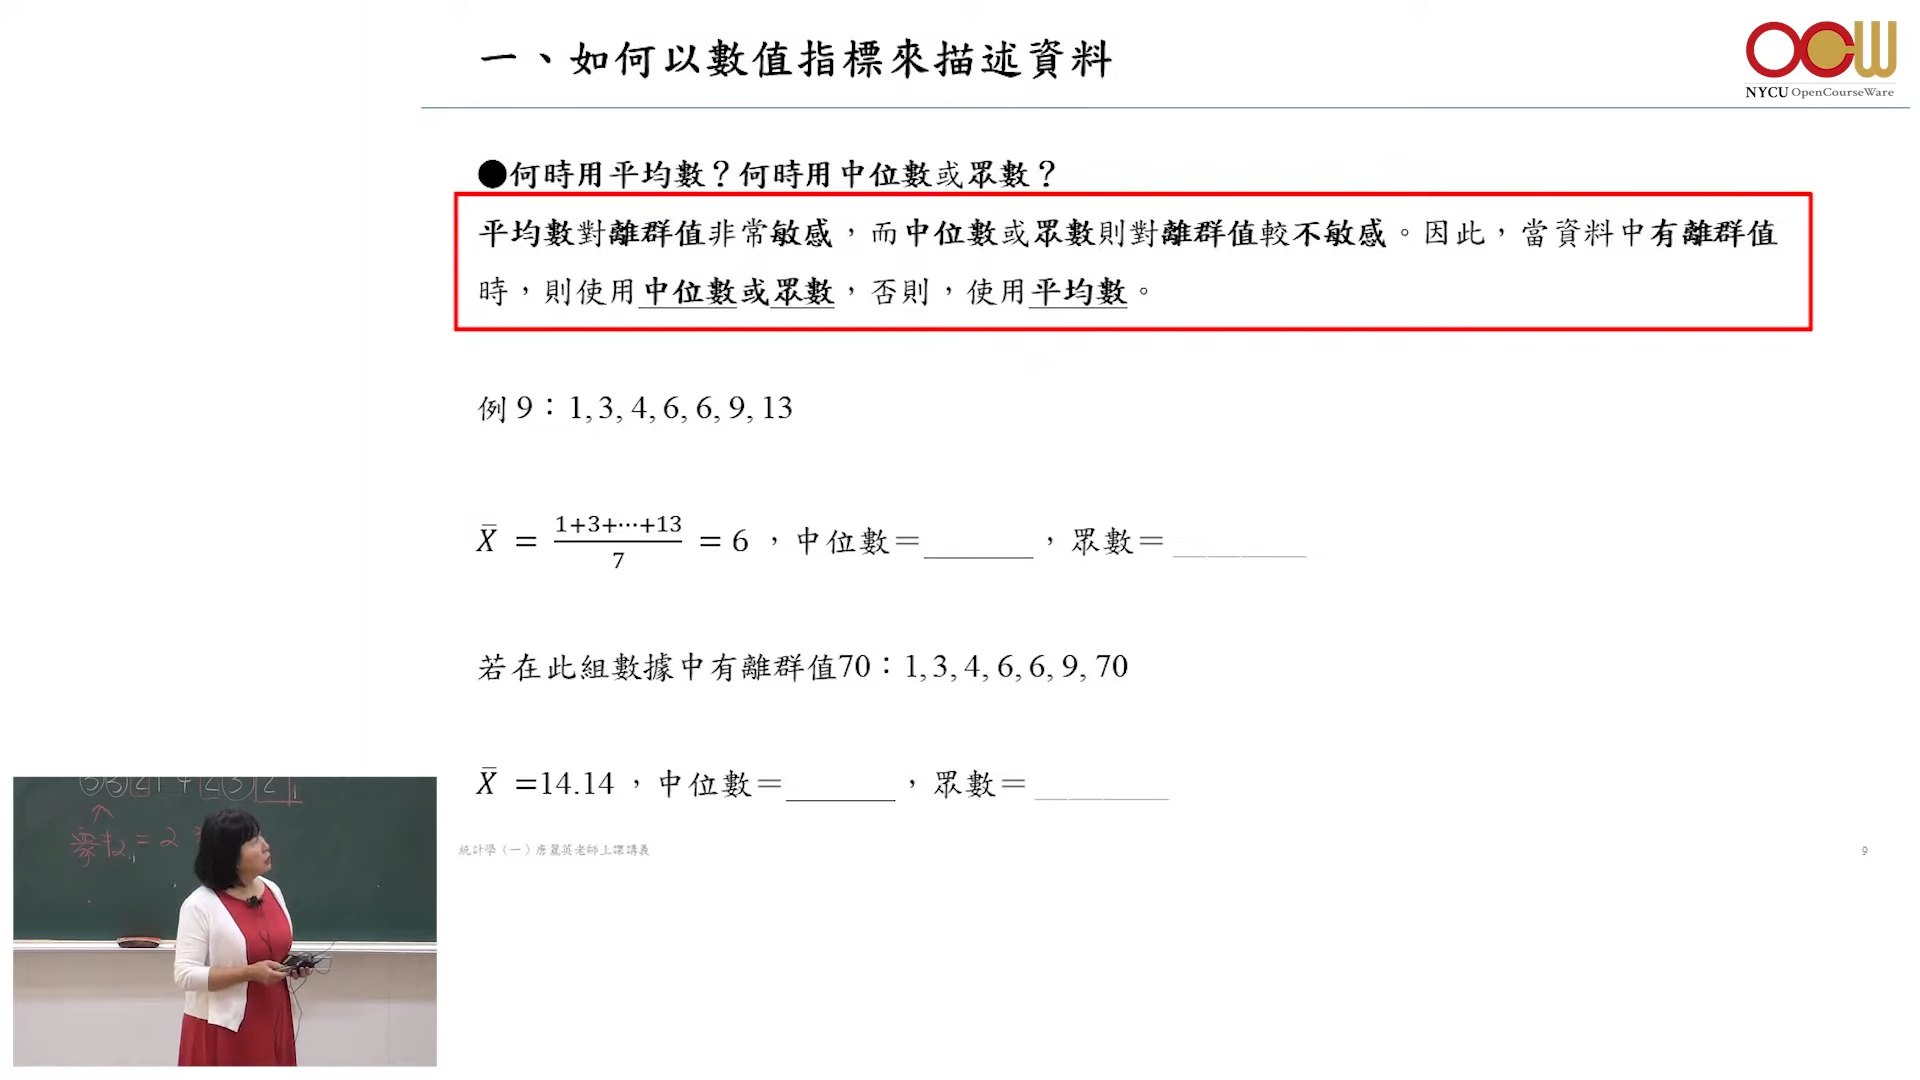 一、如何以數值指標來描述資料
OCW
NYCU OpenCourseWare
●何時用平均數？何時用中位數或眾數？
平均數對離群值非常敏感，而中位數或眾數則對離群值較不敏感。因此，當資料中有離群值
時，則使用中位數或眾數，否則，使用平均數。
例 9：1, 3, 4, 6, 6, 9, 13
X̄ = (1+3+⋯+13)/7 = 6，中位數＝______，眾數＝______
若在此組數據中有離群值70：1, 3, 4, 6, 6, 9, 70
X̄ =14.14，中位數＝______，眾數＝______
統計學（一）唐麗英老師上課講義
9
= 2